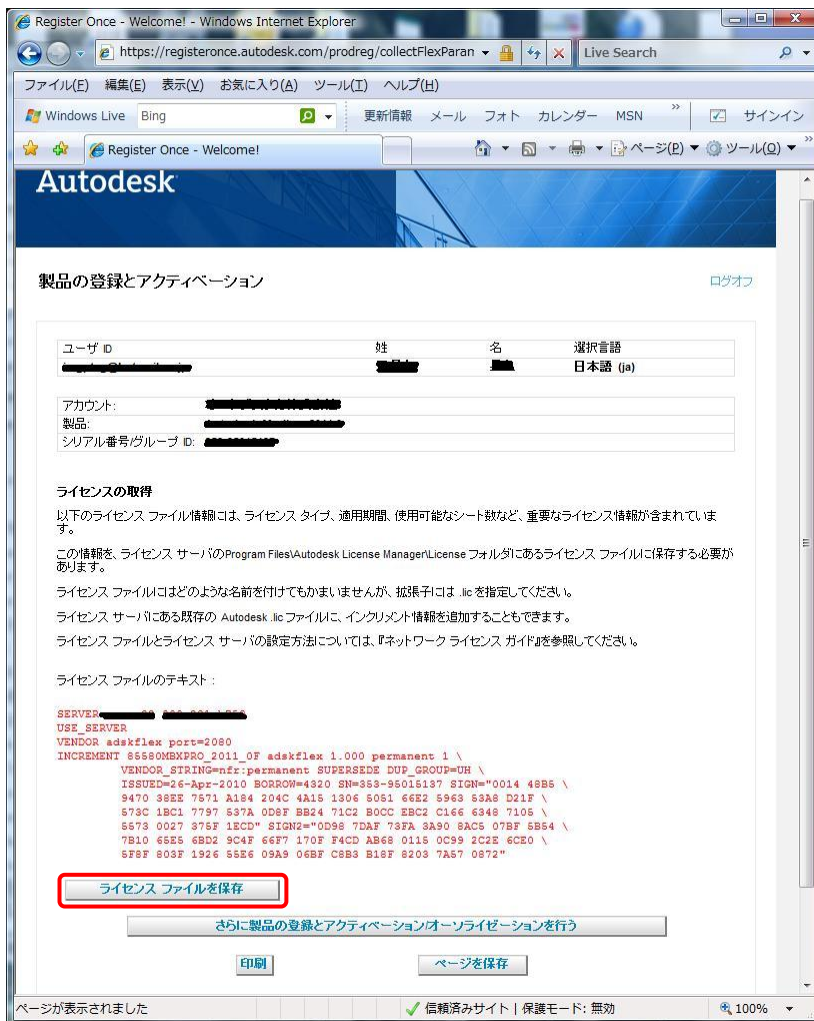 Register Once - Welcome! - Windows Internet Explorer
https://registeronce.autodesk.com/prodreg/collectFlexParan
Live Search
ファイル(F) 編集(E) 表示(V) お気に入り(A) ツール(T) ヘルプ(H)
Windows Live Bing 更新情報 メール フォト カレンダー MSN » サインイン
Register Once - Welcome! ページ(P) ツール(O) »
Autodesk
製品の登録とアクティベーション ログオフ
ユーザ ID 姓 名 選択言語
日本語 (ja)
アカウント:
製品:
シリアル番号/グループ ID:
ライセンスの取得
以下のライセンス ファイル情報には、ライセンス タイプ、適用期間、使用可能なシート数など、重要なライセンス情報が含まれていま
す。
この情報を、ライセンス サーバのProgram Files\Autodesk License Manager\License フォルダにあるライセンス ファイルに保存する必要が
あります。
ライセンス ファイルにはどのような名前を付けてもかまいませんが、拡張子には .lic を指定してください。
ライセンス サーバにある既存の Autodesk .lic ファイルに、インクリメント情報を追加することもできます。
ライセンス ファイルとライセンス サーバの設定方法については、『ネットワーク ライセンス ガイド』を参照してください。
ライセンス ファイルのテキスト :
SERVER
USE_SERVER
VENDOR adskflex port=2080
INCREMENT 85580MBXPRO_2011_0F adskflex 1.000 permanent 1 \
VENDOR_STRING=nfr:permanent SUPERSEDE DUP_GROUP=UH \
ISSUED=26-Apr-2010 BORROW=4320 SN=353-95015137 SIGN="0014 48B5 \
9470 38EE 7571 A184 204C 4A15 1306 5051 66E2 5963 53A8 D21F \
573C 1BC1 7797 537A 0D8F BB24 71C2 B0CC EBC2 C166 6348 7105 \
5573 0027 375F 1ECD" SIGN2="0D98 7DAF 73FA 3A90 8AC5 07BF 5B54 \
7B10 65E5 6BD2 9C4F 66F7 170F F4CD AB68 0115 0C99 2C2E 6CE0 \
5F8F 803F 1926 55E6 09A9 06BF C8B3 B18F 8203 7A57 0872"
ライセンス ファイルを保存
さらに製品の登録とアクティベーション/オーソライゼーションを行う
印刷 ページを保存
ページが表示されました 信頼済みサイト | 保護モード: 無効 100%